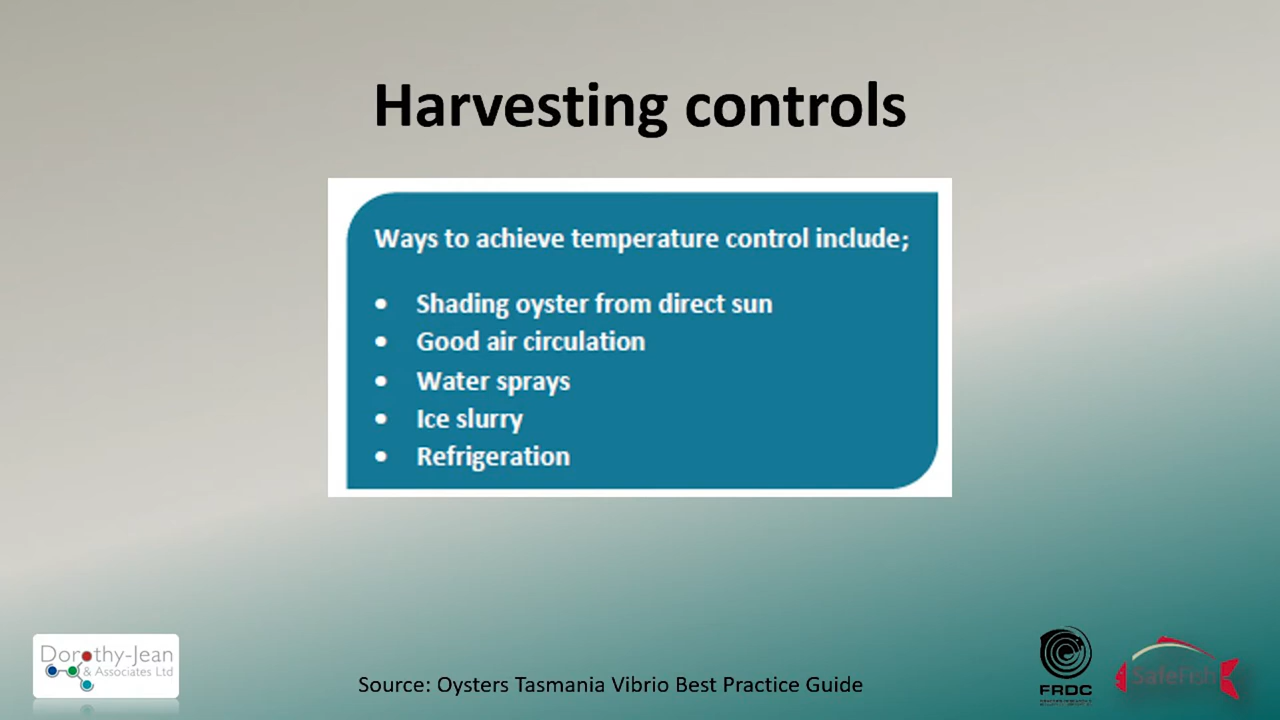 Harvesting controls
Ways to achieve temperature control include;
• Shading oyster from direct sun
• Good air circulation
• Water sprays
• Ice slurry
• Refrigeration
Dorothy-Jean
& Associates Ltd
Source: Oysters Tasmania Vibrio Best Practice Guide
FRDC
SafeFish